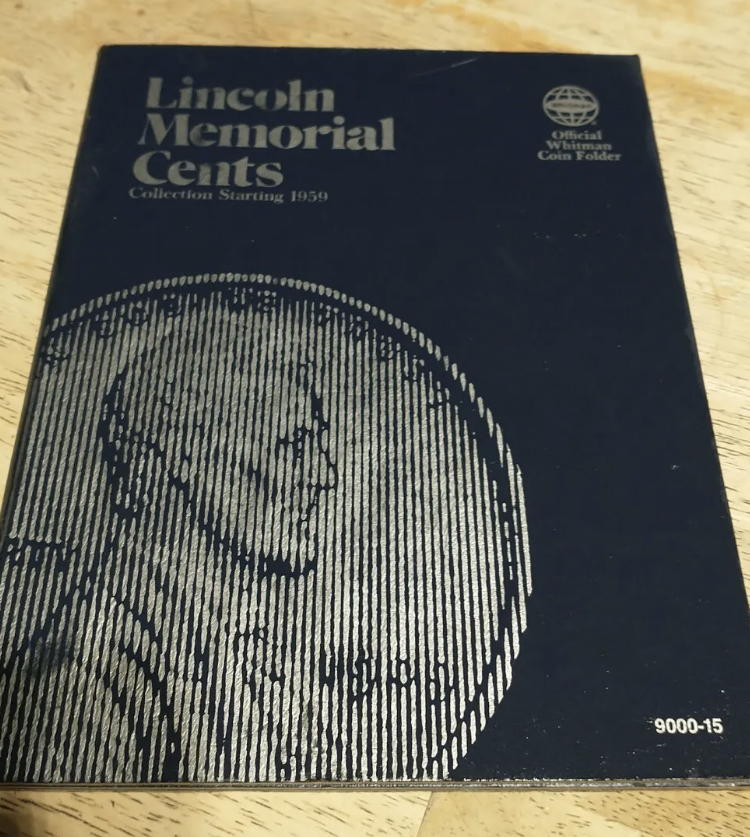 Lincoln
Memorial
Cents
Collection Starting 1959
Official
Whitman
Coin Folder
9000-15